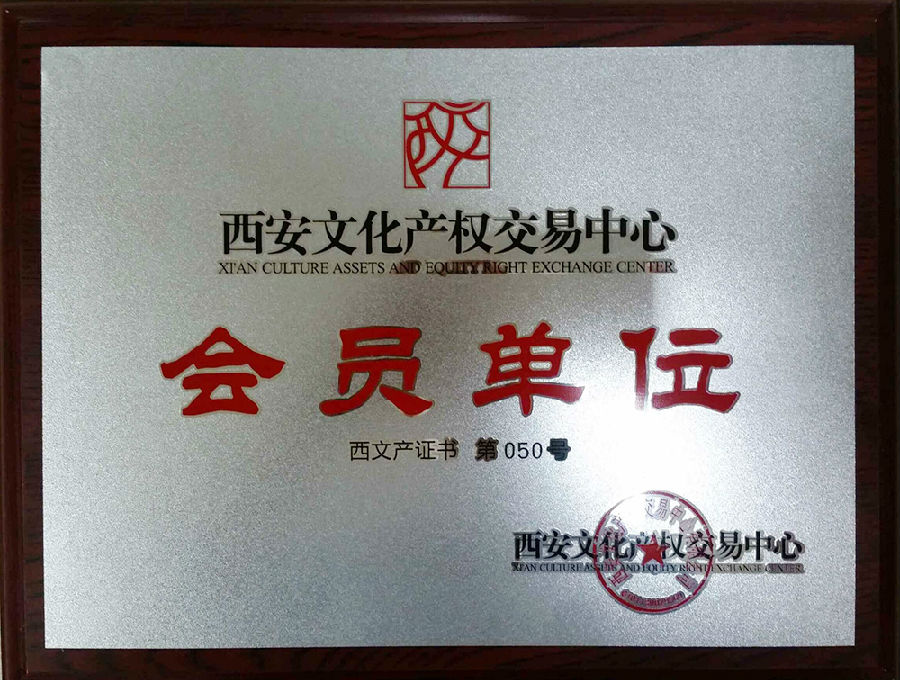 西安文化产权交易中心
XI'AN CULTURE ASSETS AND EQUITY RIGHT EXCHANGE CENTER
会员单位
西文产证书 第050号
西安文化产权交易中心
XI'AN CULTURE ASSETS AND EQUITY RIGHT EXCHANGE CENTER